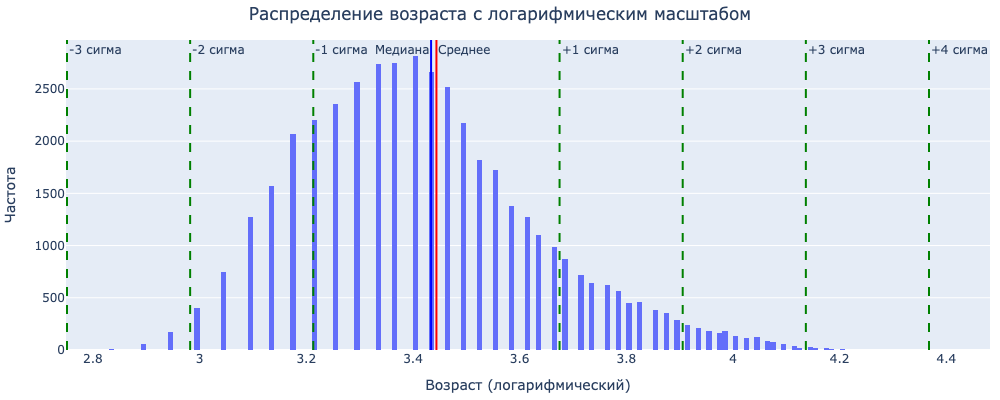 Распределение возраста с логарифмическим масштабом
-3 сигма -2 сигма -1 сигма Медиана Среднее +1 сигма +2 сигма +3 сигма +4 сигма
2500
2000
1500
1000
500
0
Частота
2.8 3 3.2 3.4 3.6 3.8 4 4.2 4.4
Возраст (логарифмический)